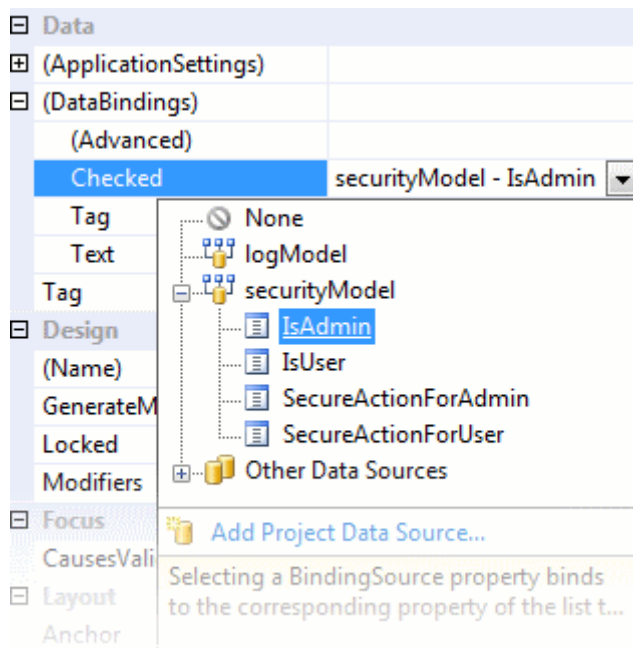 Data
(ApplicationSettings)
(DataBindings)
(Advanced)
Checked securityModel - IsAdmin
Tag None
Text logModel
Tag securityModel
Design IsAdmin
(Name) IsUser
GenerateM SecureActionForAdmin
Locked SecureActionForUser
Modifiers Other Data Sources
Focus Add Project Data Source...
CausesVali Selecting a BindingSource property binds
Layout to the corresponding property of the list t...
Anchor